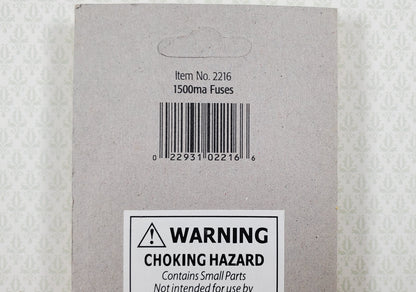 Item No. 2216
1500ma Fuses
0 22931 02216 6
WARNING
CHOKING HAZARD
Contains Small Parts
Not intended for use by